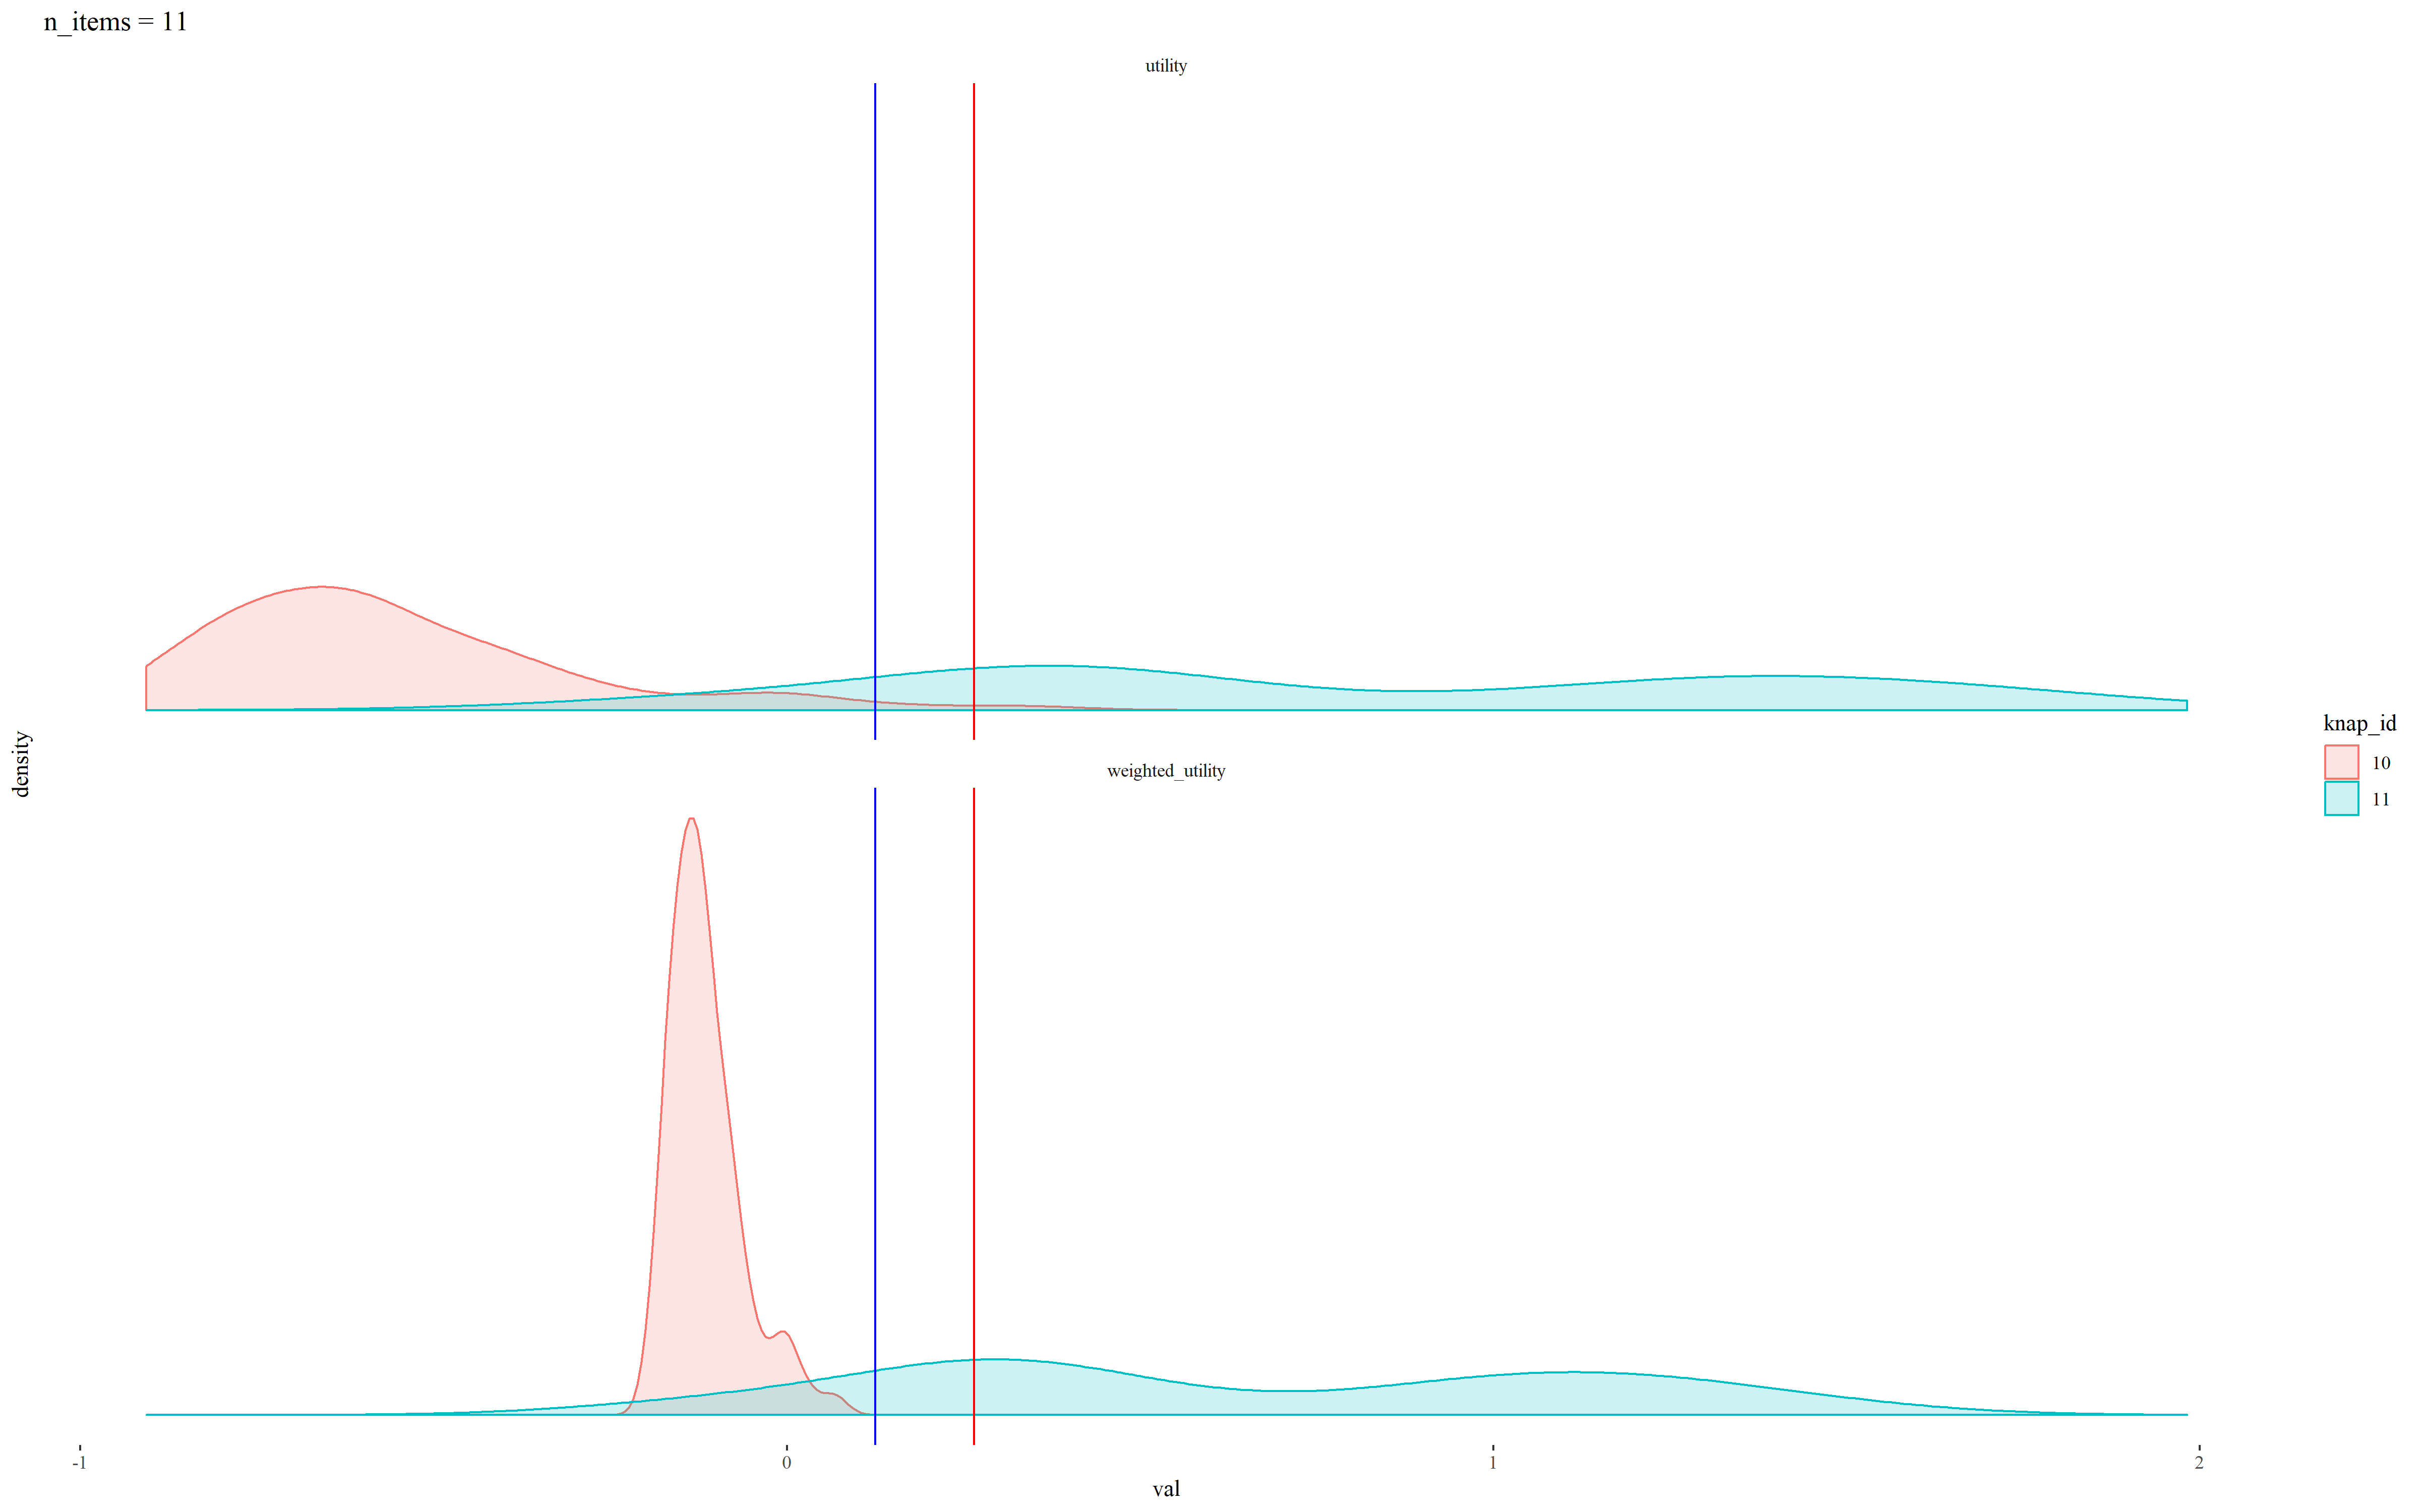 n_items = 11
utility
density
weighted_utility
knap_id
10
11
-1
0
1
2
val